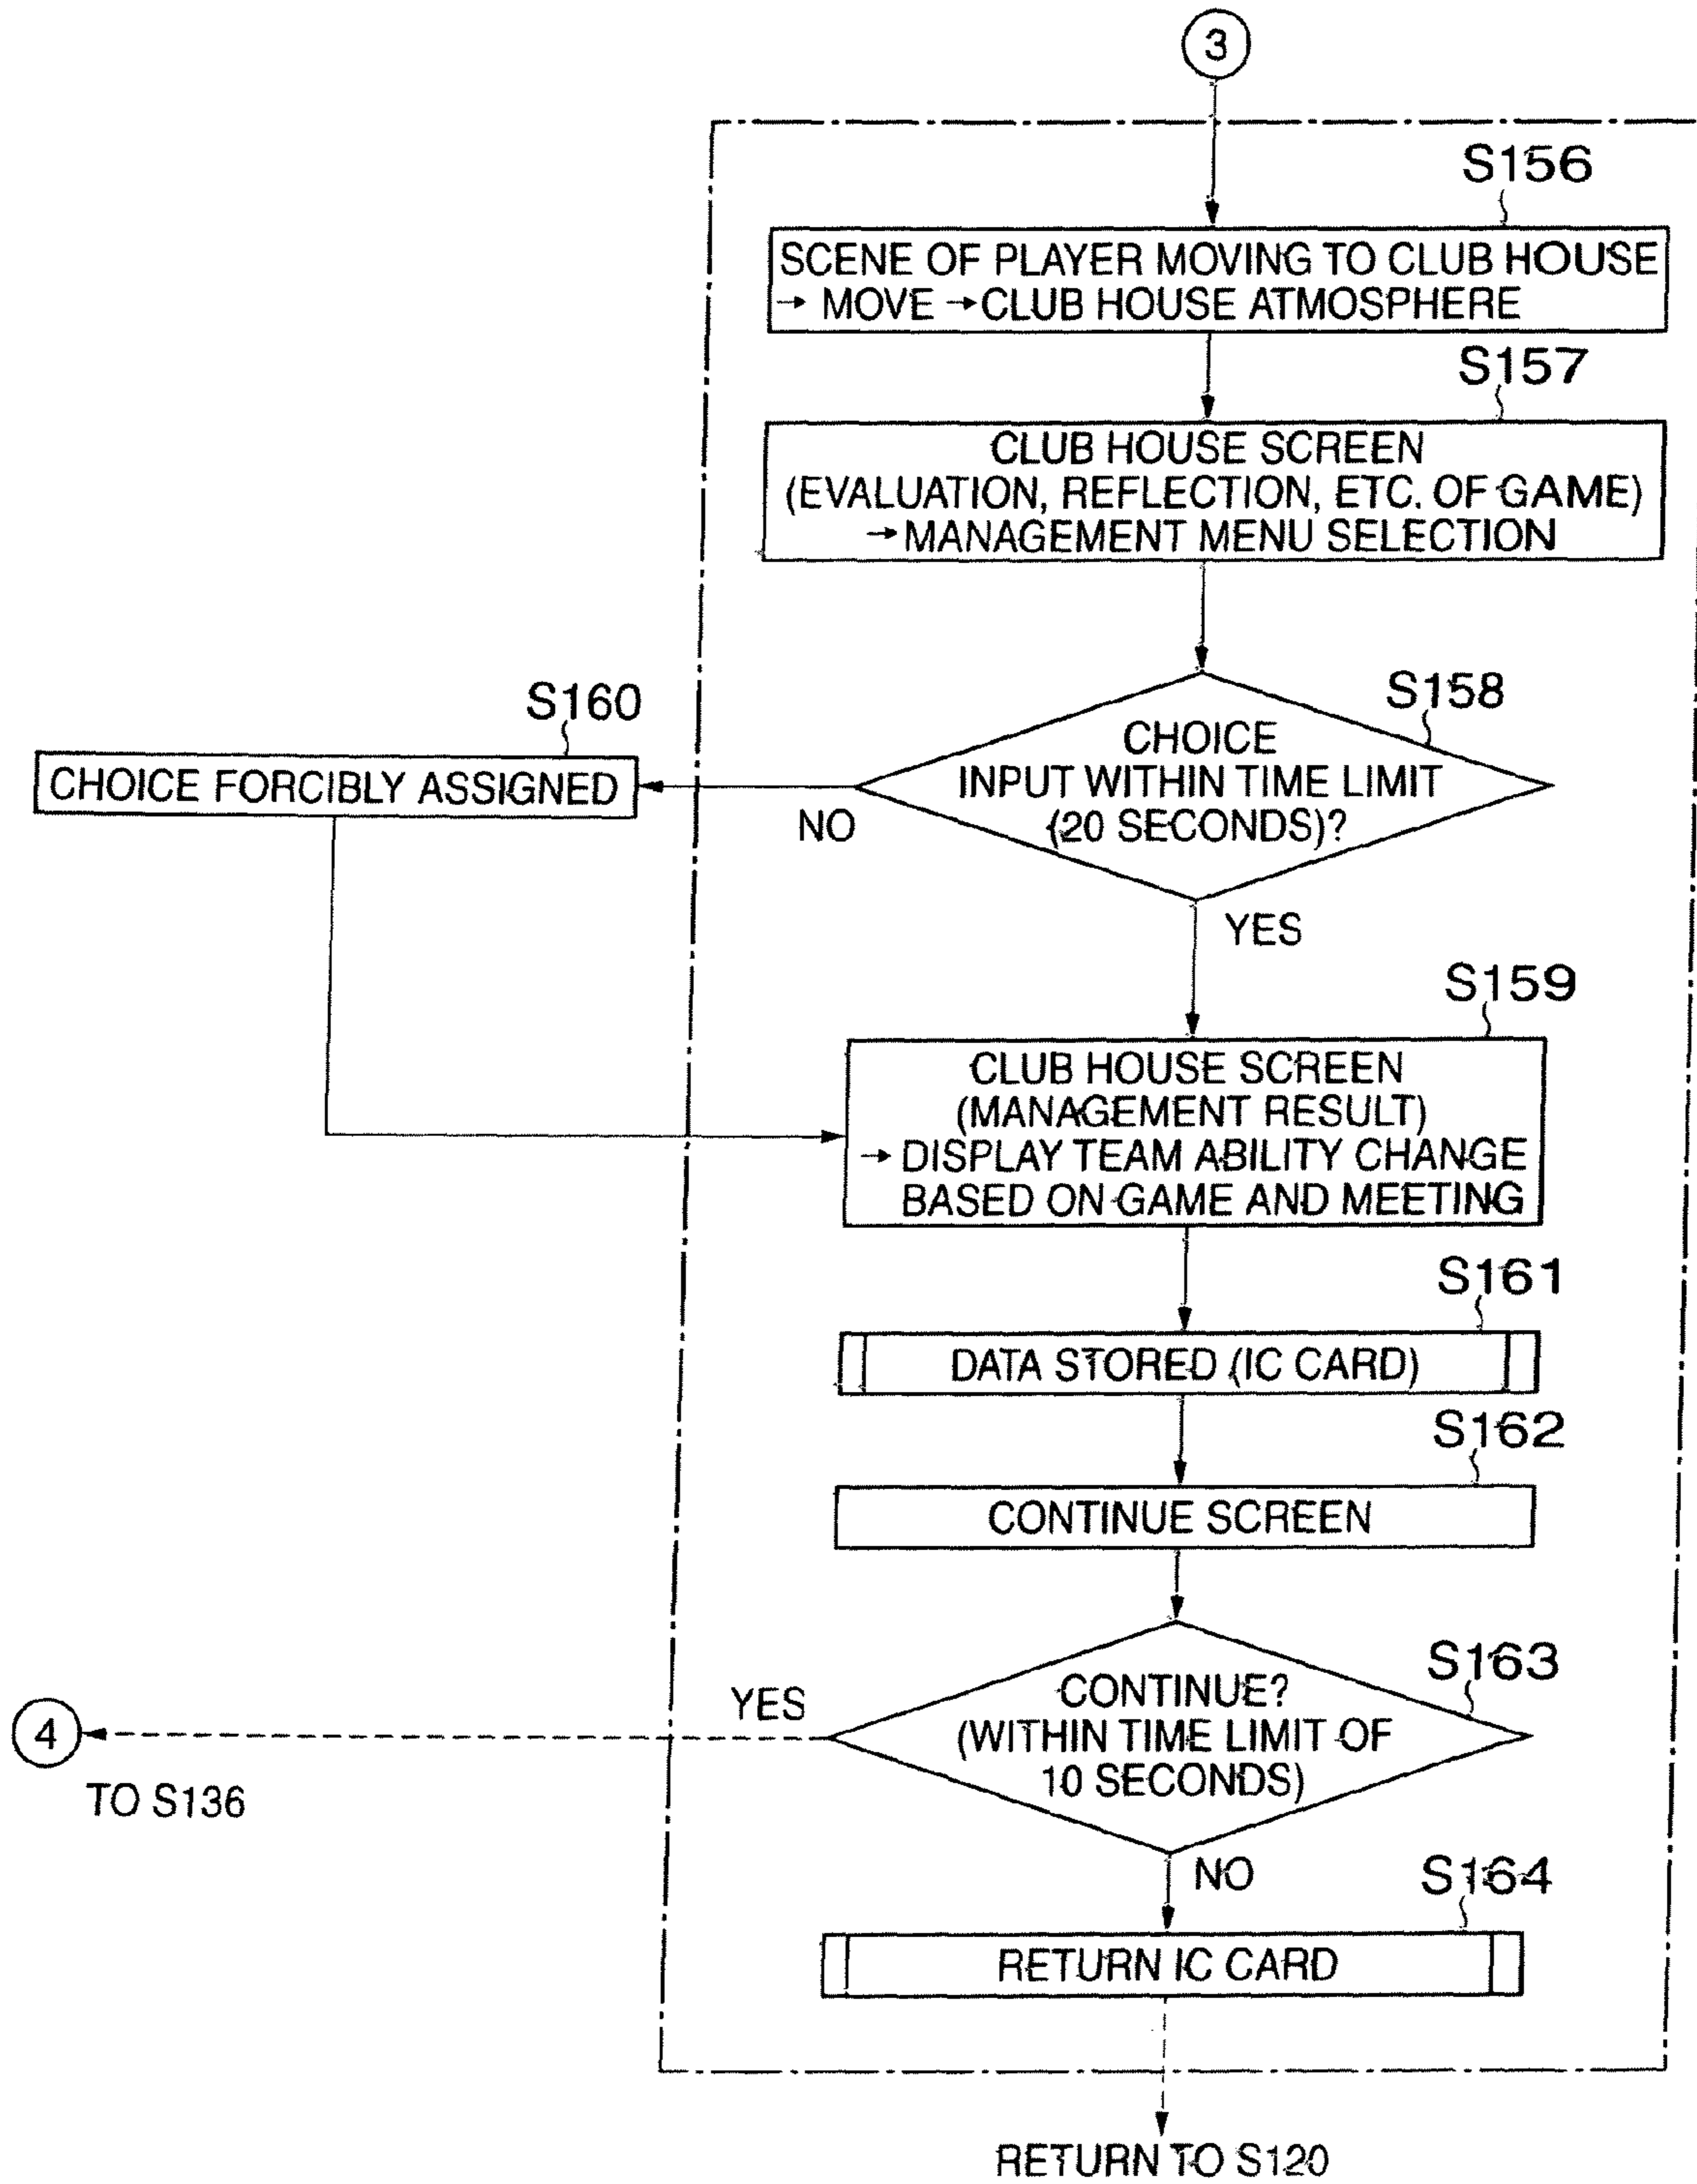 3
S156
SCENE OF PLAYER MOVING TO CLUB HOUSE
→ MOVE → CLUB HOUSE ATMOSPHERE
S157
CLUB HOUSE SCREEN
(EVALUATION, REFLECTION, ETC. OF GAME)
→ MANAGEMENT MENU SELECTION
S158
CHOICE
INPUT WITHIN TIME LIMIT
(20 SECONDS)?
NO
S160
CHOICE FORCIBLY ASSIGNED
YES
S159
CLUB HOUSE SCREEN
(MANAGEMENT RESULT)
→ DISPLAY TEAM ABILITY CHANGE
BASED ON GAME AND MEETING
S161
DATA STORED (IC CARD)
S162
CONTINUE SCREEN
S163
CONTINUE?
(WITHIN TIME LIMIT OF
10 SECONDS)
YES
4
TO S136
NO
S164
RETURN IC CARD
RETURN TO S120